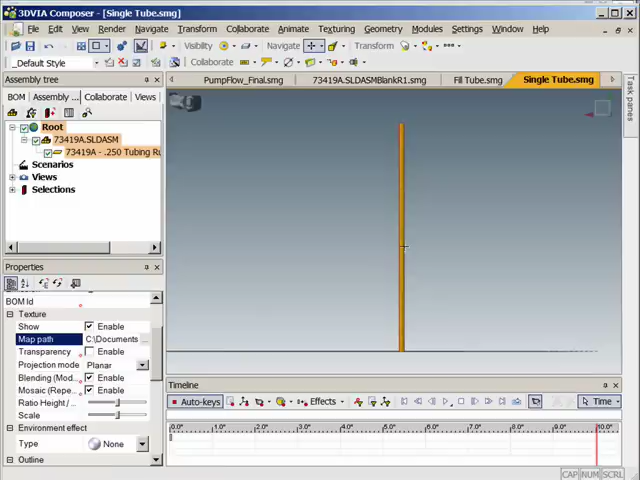 3DVIA Composer - [Single Tube.smg]
File Edit Render Navigate Transform Collaborate Animate Texturing Geometry Modules Window Help
Visibility Navigate Transform
_Default Style Collaborate
Assembly tree
PumpFlow_Final.smg 73419A.SLDASMBlankR1.smg Fill Tube.smg Single Tube.smg
BOM Assembly ... Collaborate Views
Task panes
Root
73419A.SLDASM
73419A - .250 Tubing Ru
Scenarios
Views
Selections
Properties
BOM Id
Texture
Show Enable
Map path C:\Documents ...
Transparency Enable
Projection mode Planar
Blending (Mod... Enable
Mosaic (Repe... Enable
Ratio Height / ...
Scale
Environment effect
Type None
Outline
Timeline
Auto-keys Effects Time
0.0" 1.0" 2.0" 3.0" 4.0" 5.0" 6.0" 7.0" 8.0" 9.0" 10.0"
CAP NUM SCRL